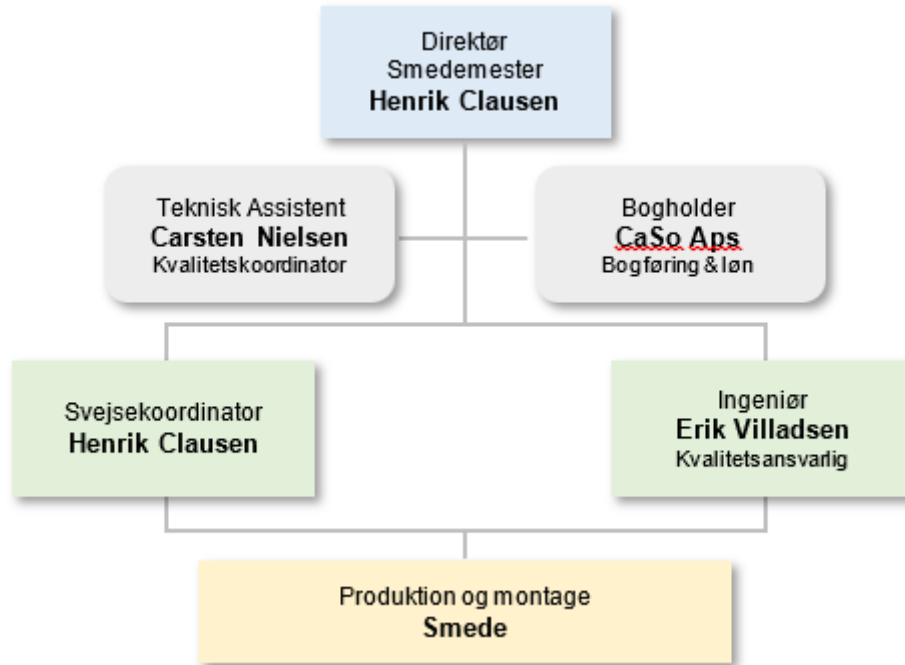 Direktør
Smedemester
Henrik Clausen
Teknisk Assistent
Carsten Nielsen
Kvalitetskoordinator
Bogholder
CaSo Aps
Bogføring & løn
Svejsekoordinator
Henrik Clausen
Ingeniør
Erik Villadsen
Kvalitetsansvarlig
Produktion og montage
Smede